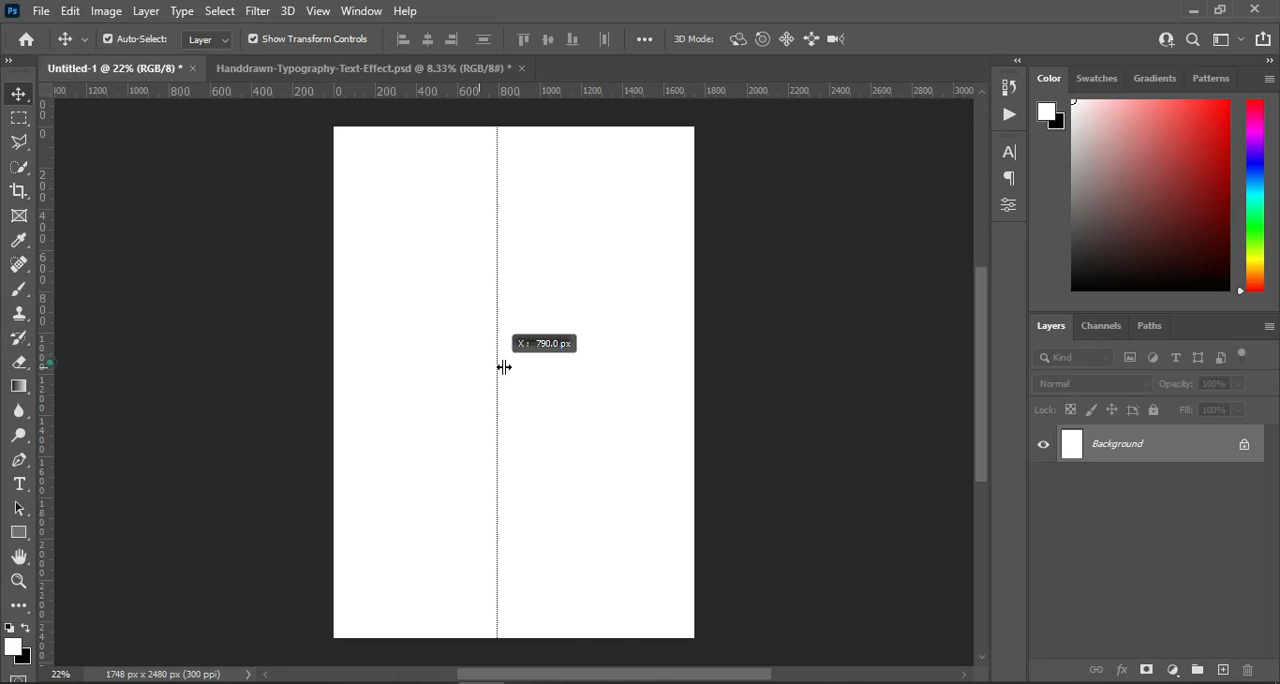 Ps File Edit Image Layer Type Select Filter 3D View Window Help
Auto-Select: Layer Show Transform Controls 3D Mode:
Untitled-1 @ 22% (RGB/8) * × Handdrawn-Typography-Text-Effect.psd @ 8.33% (RGB/8#) * ×
1200 1000 800 600 400 200 0 200 400 600 800 1000 1200 1400 1600 1800 2000 2200 2400 2600 2800 3000
Color Swatches Gradients Patterns
X: 790.0 px
Layers Channels Paths
Kind
Normal Opacity: 100%
Lock: Fill: 100%
Background
22% 1748 px x 2480 px (300 ppi)